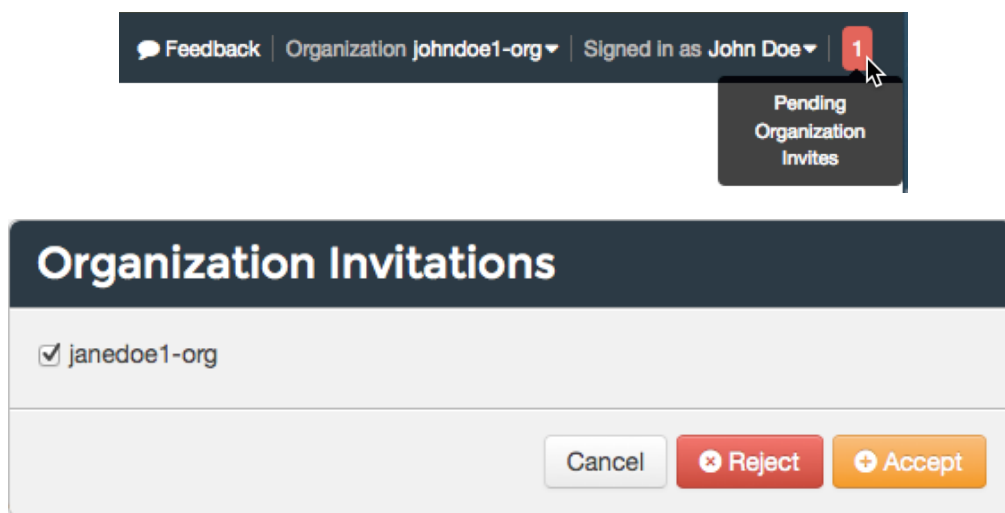 Feedback Organization johndoe1-org Signed in as John Doe 1
Pending
Organization
Invites
Organization Invitations
janedoe1-org
Cancel Reject Accept